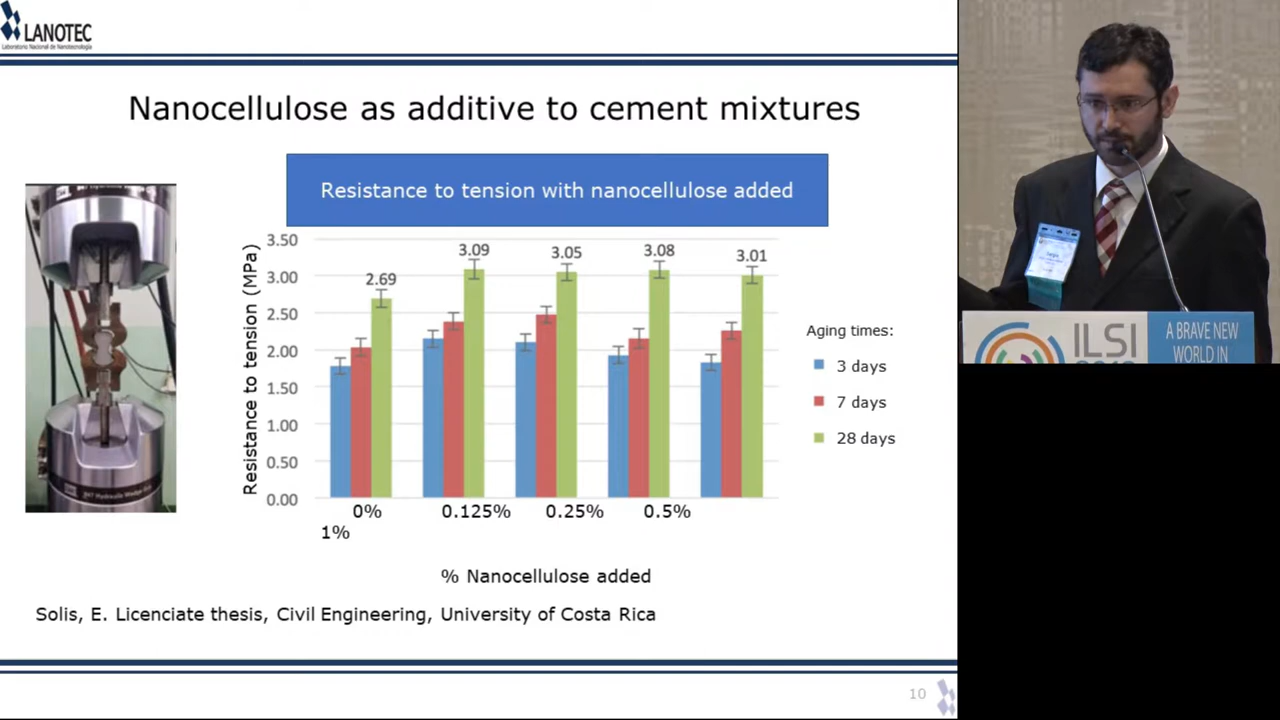 LANOTEC
Laboratorio Nacional de Nanotecnología
Nanocellulose as additive to cement mixtures
Resistance to tension with nanocellulose added
Resistance to tension (MPa)
3.50
3.00
2.50
2.00
1.50
1.00
0.50
0.00
2.69
3.09
3.05
3.08
3.01
0% 0.125% 0.25% 0.5%
1%
% Nanocellulose added
Aging times:
3 days
7 days
28 days
Solis, E. Licenciate thesis, Civil Engineering, University of Costa Rica
10
ILSI
A BRAVE NEW
WORLD IN